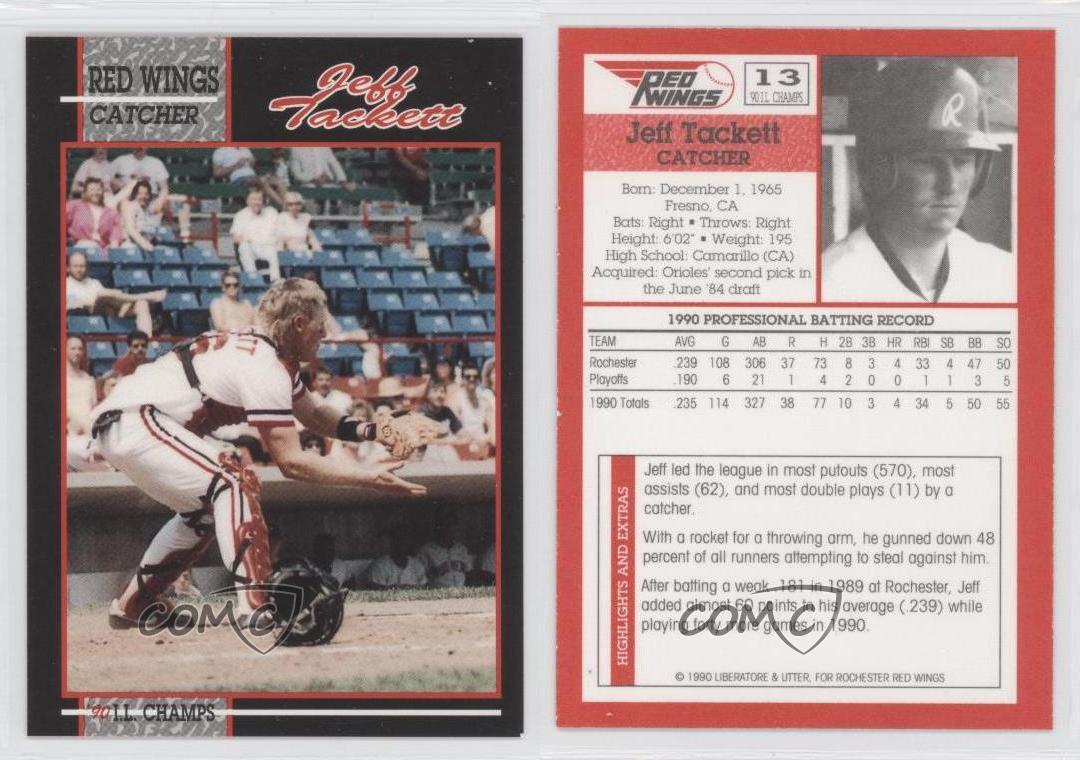 RED WINGS
CATCHER
Jeff
Tackett
90 I.L. CHAMPS
COMC
RED
WINGS
13
90 I.L. CHAMPS
Jeff Tackett
CATCHER
R
Born: December 1, 1965
Fresno, CA
Bats: Right ▪ Throws: Right
Height: 6'02" ▪ Weight: 195
High School: Camarillo (CA)
Acquired: Orioles' second pick in
the June '84 draft
1990 PROFESSIONAL BATTING RECORD
TEAM AVG G AB R H 2B 3B HR RBI SB BB SO
Rochester .239 108 306 37 73 8 3 4 33 4 47 50
Playoffs .190 6 21 1 4 2 0 0 1 1 3 5
1990 Totals .235 114 327 38 77 10 3 4 34 5 50 55
HIGHLIGHTS AND EXTRAS
Jeff led the league in most putouts (570), most
assists (62), and most double plays (11) by a
catcher.
With a rocket for a throwing arm, he gunned down 48
percent of all runners attempting to steal against him.
After batting a weak .181 in 1989 at Rochester, Jeff
added almost 60 points to his average (.239) while
playing forty more games in 1990.
COMC
© 1990 LIBERATORE & UTTER, FOR ROCHESTER RED WINGS